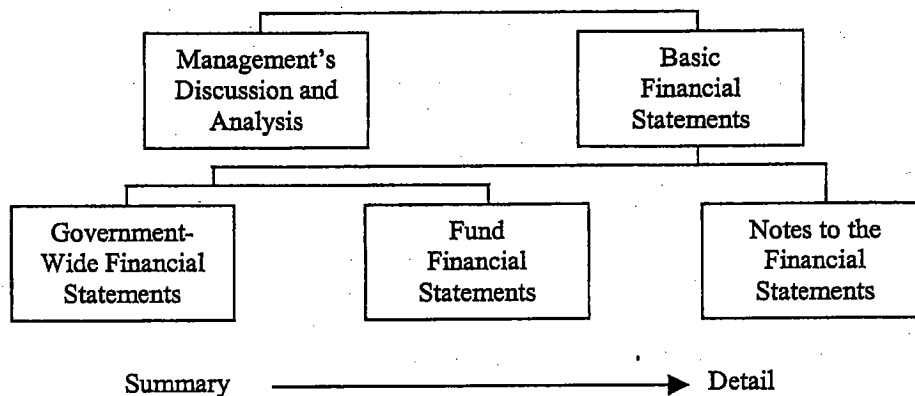 Management's
Discussion and
Analysis
Basic
Financial
Statements
Government-
Wide Financial
Statements
Fund
Financial
Statements
Notes to the
Financial
Statements
Summary
Detail